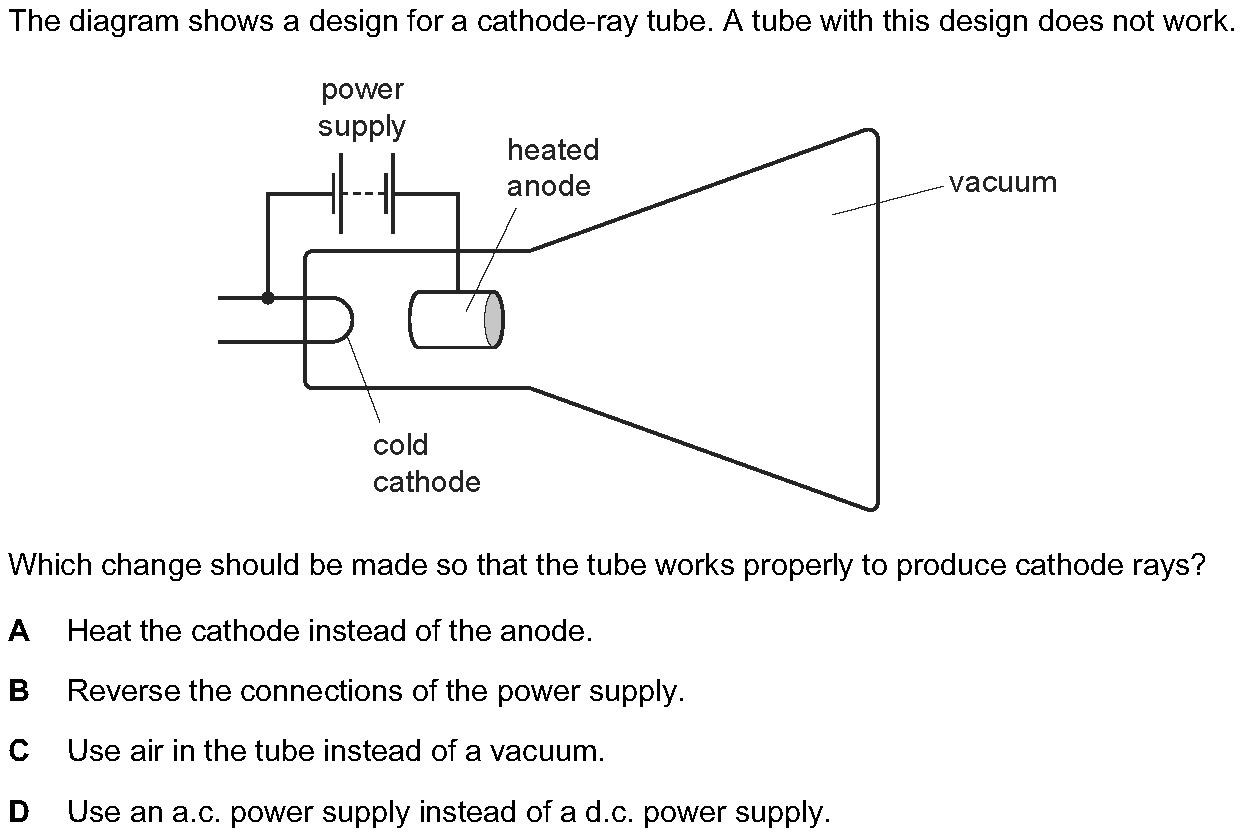 The diagram shows a design for a cathode-ray tube. A tube with this design does not work.
power
supply
heated
anode
vacuum
cold
cathode
Which change should be made so that the tube works properly to produce cathode rays?
A Heat the cathode instead of the anode.
B Reverse the connections of the power supply.
C Use air in the tube instead of a vacuum.
D Use an a.c. power supply instead of a d.c. power supply.